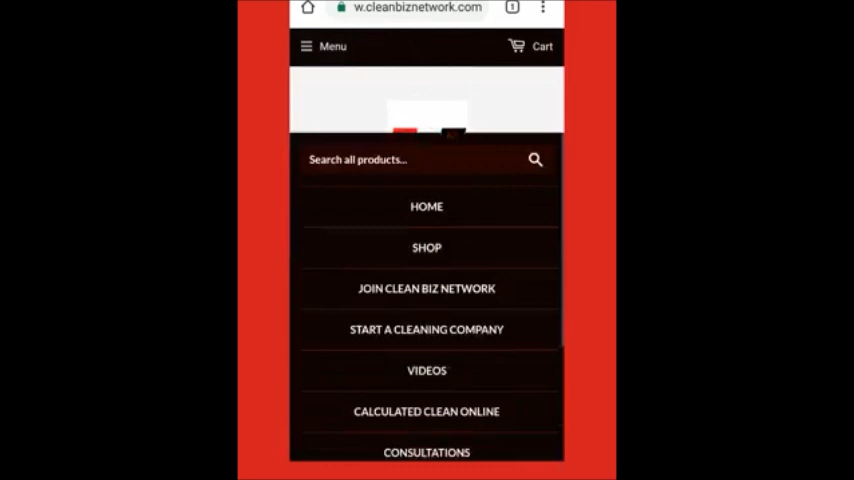 w.cleanbiznetwork.com 1
Menu Cart
Search all products...
HOME
SHOP
JOIN CLEAN BIZ NETWORK
START A CLEANING COMPANY
VIDEOS
CALCULATED CLEAN ONLINE
CONSULTATIONS